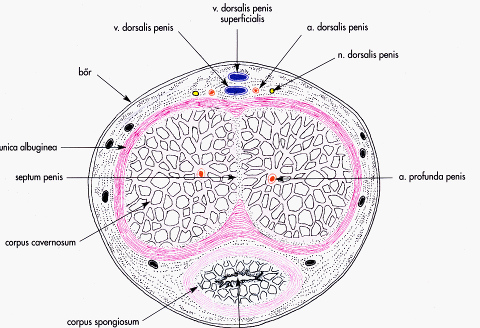 v. dorsalis penis
superficialis
v. dorsalis penis
a. dorsalis penis
n. dorsalis penis
bőr
unica albuginea
septum penis
a. profunda penis
corpus cavernosum
corpus spongiosum